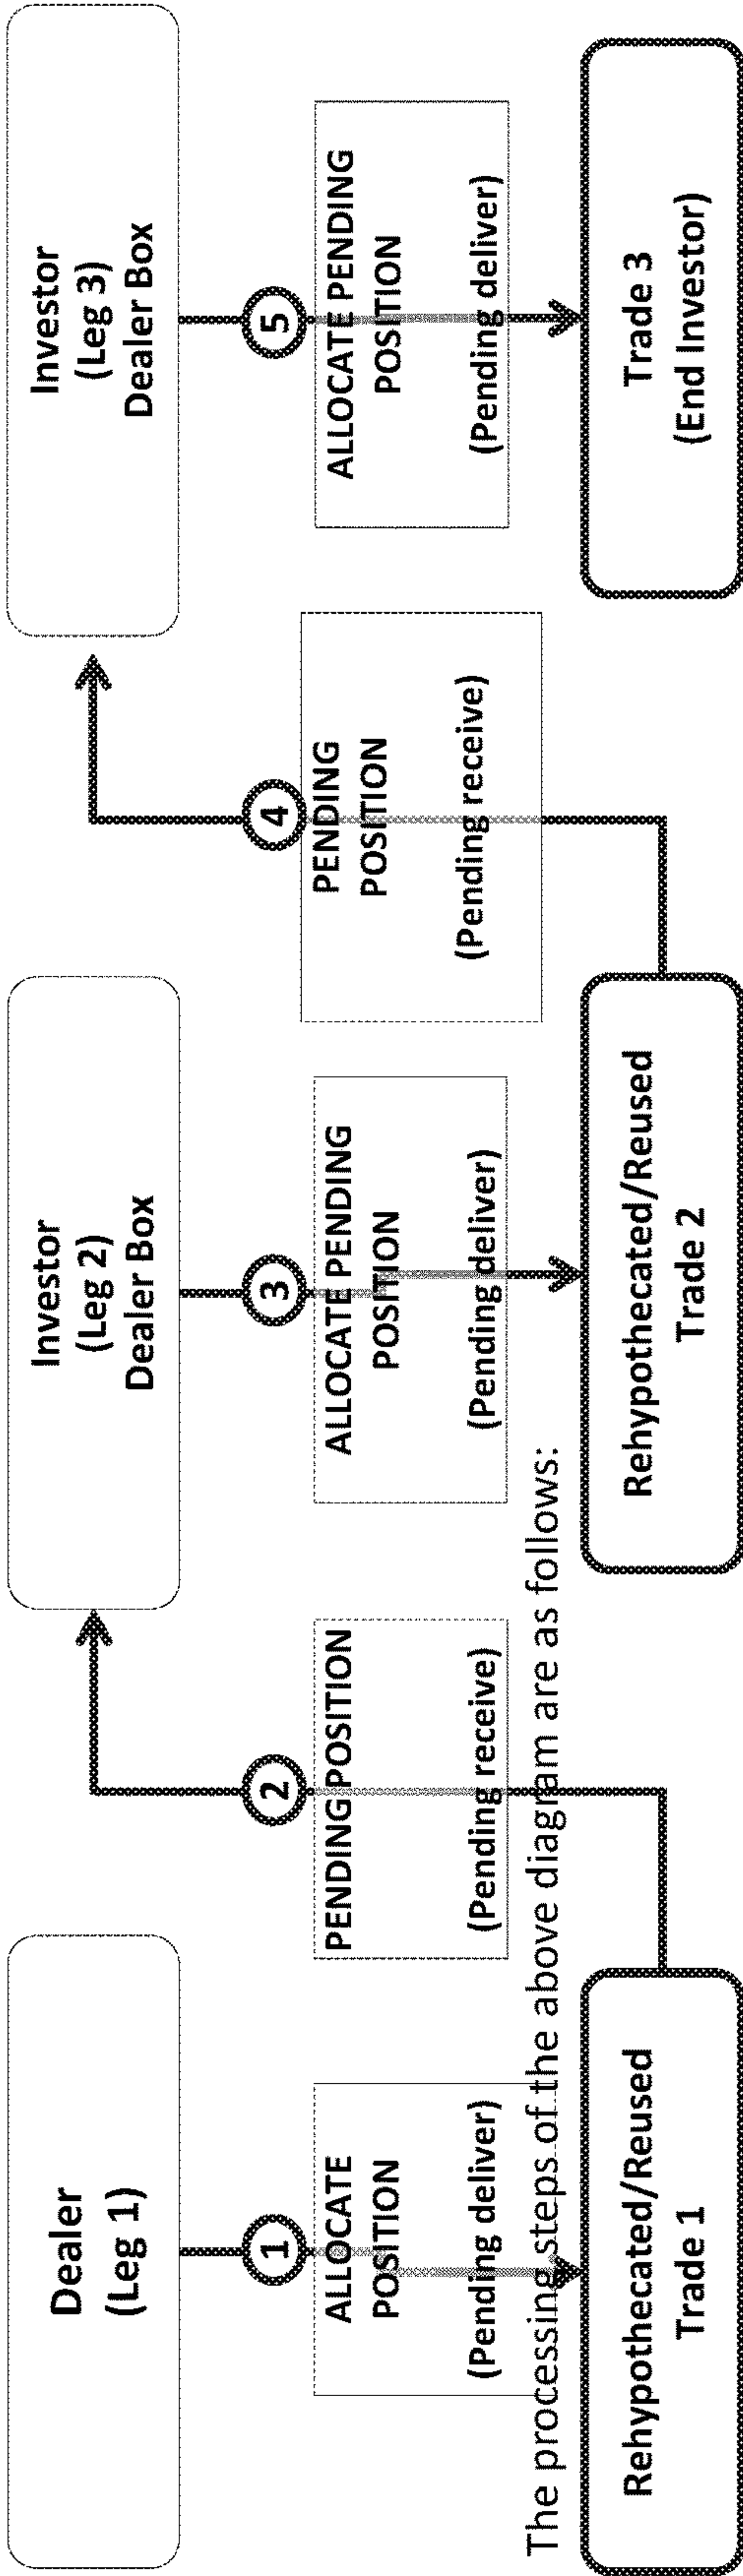 Dealer
(Leg 1)
1
ALLOCATE
POSITION
(Pending deliver)
Rehypothecated/Reused
Trade 1
2
PENDING POSITION
(Pending receive)
Investor
(Leg 2)
Dealer Box
3
ALLOCATE PENDING
POSITION
(Pending deliver)
Rehypothecated/Reused
Trade 2
4
PENDING
POSITION
(Pending receive)
Investor
(Leg 3)
Dealer Box
5
ALLOCATE PENDING
POSITION
(Pending deliver)
Trade 3
(End Investor)
The processing steps of the above diagram are as follows: